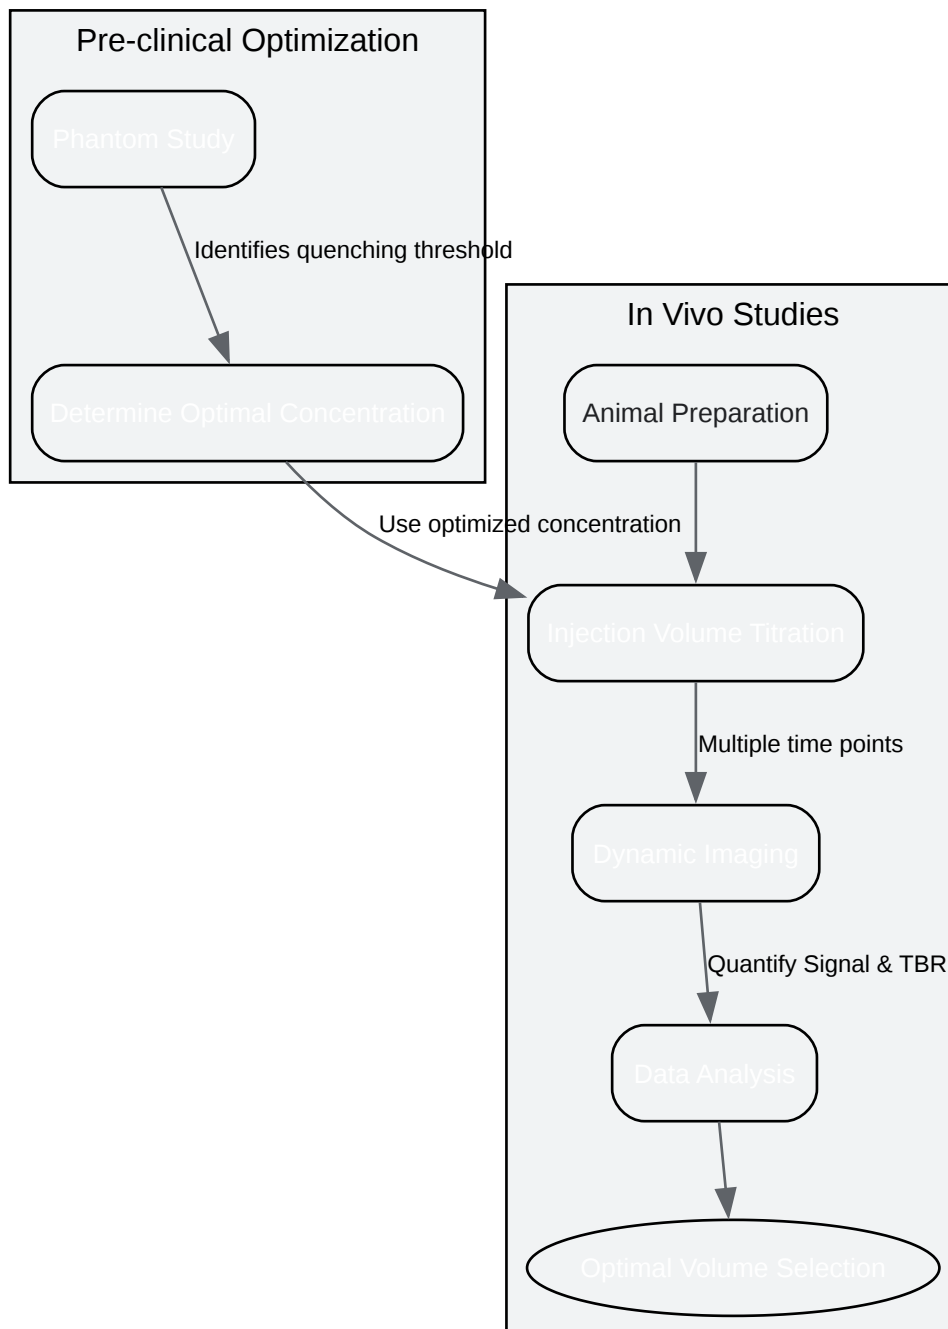 Pre-clinical Optimization
Phantom Study
Identifies quenching threshold
Determine Optimal Concentration
Use optimized concentration
In Vivo Studies
Animal Preparation
Injection Volume Titration
Multiple time points
Dynamic Imaging
Quantify Signal & TBR
Data Analysis
Optimal Volume Selection